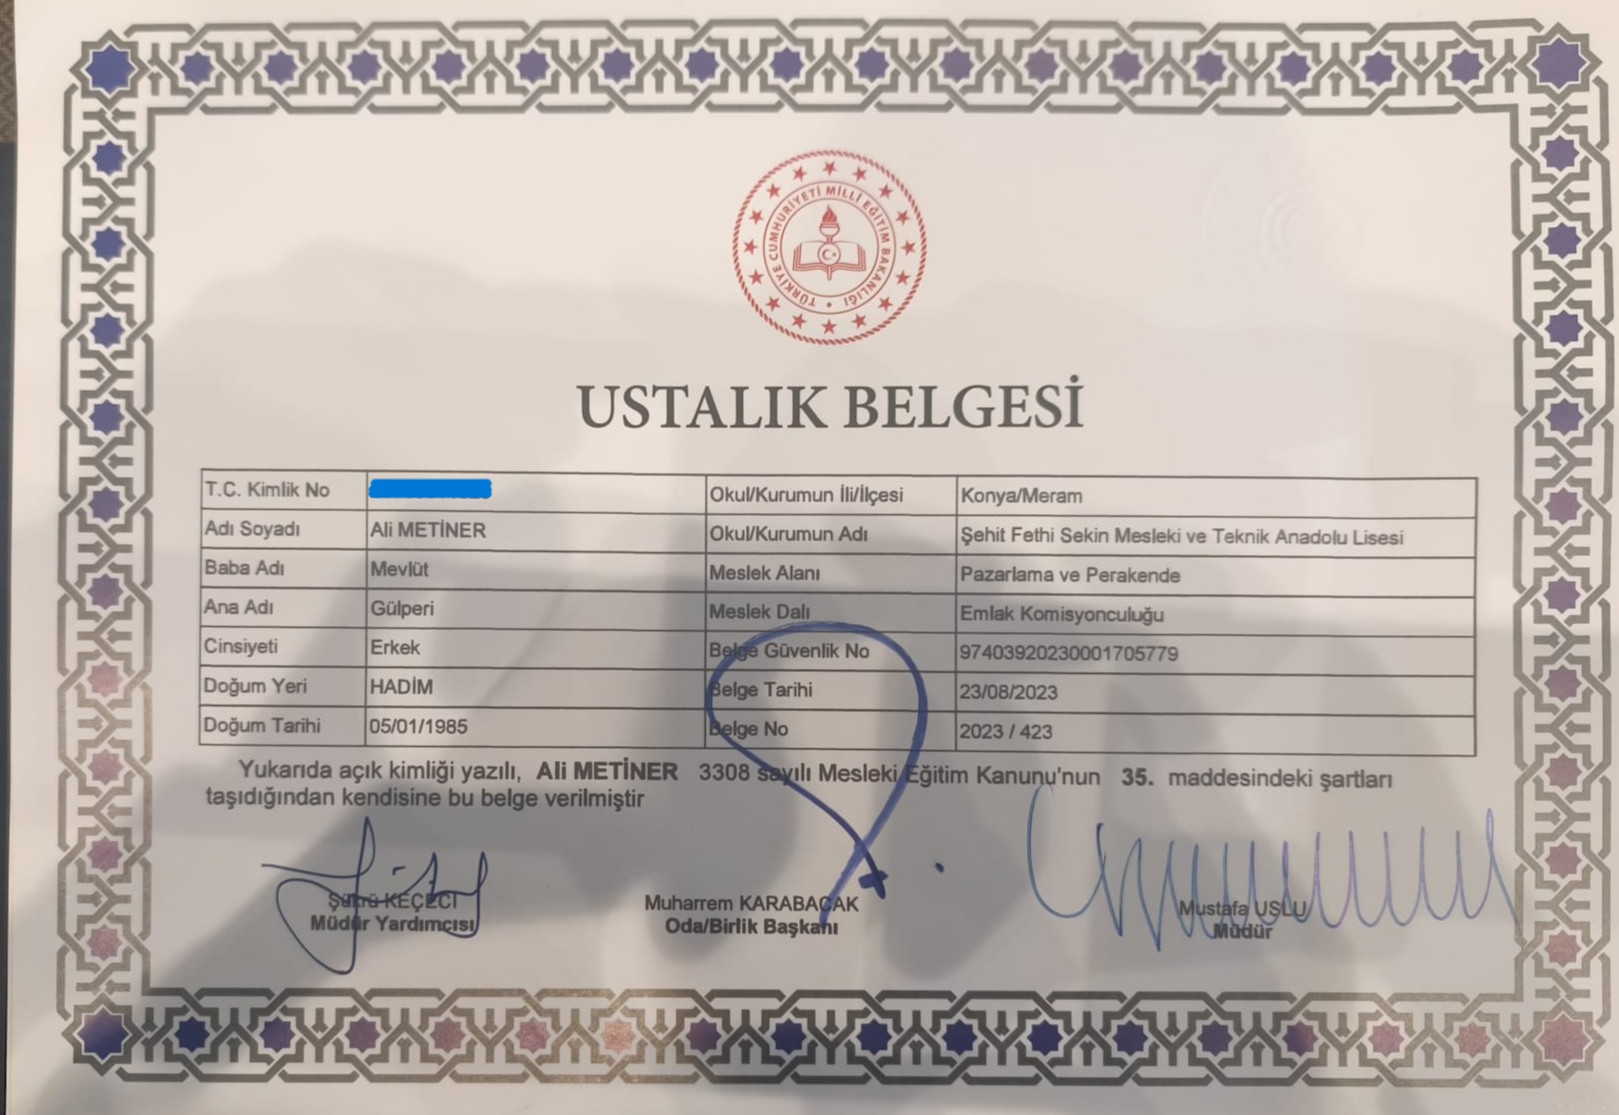 TÜRKİYE CUMHURİYETİ MİLLİ EĞİTİM BAKANLIĞI
USTALIK BELGESİ
T.C. Kimlik No Okul/Kurumun İli/İlçesi Konya/Meram
Adı Soyadı Ali METİNER Okul/Kurumun Adı Şehit Fethi Sekin Mesleki ve Teknik Anadolu Lisesi
Baba Adı Mevlüt Meslek Alanı Pazarlama ve Perakende
Ana Adı Gülperi Meslek Dalı Emlak Komisyonculuğu
Cinsiyeti Erkek Belge Güvenlik No 97403920230001705779
Doğum Yeri HADİM Belge Tarihi 23/08/2023
Doğum Tarihi 05/01/1985 Belge No 2023 / 423
Yukarıda açık kimliği yazılı, Ali METİNER 3308 sayılı Mesleki Eğitim Kanunu'nun 35. maddesindeki şartları
taşıdığından kendisine bu belge verilmiştir
Şükrü KEÇECİ Muharrem KARABACAK Mustafa USLU
Müdür Yardımcısı Oda/Birlik Başkanı Müdür